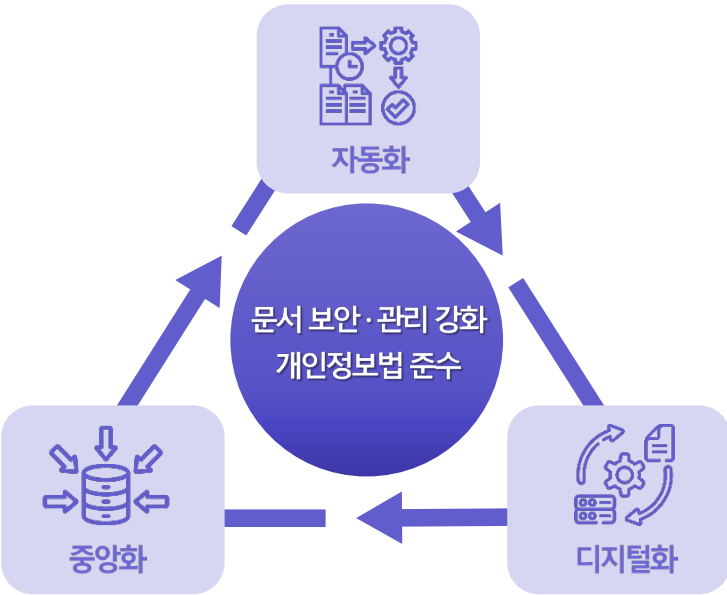 자동화
문서 보안·관리 강화
개인정보법 준수
중앙화
디지털화